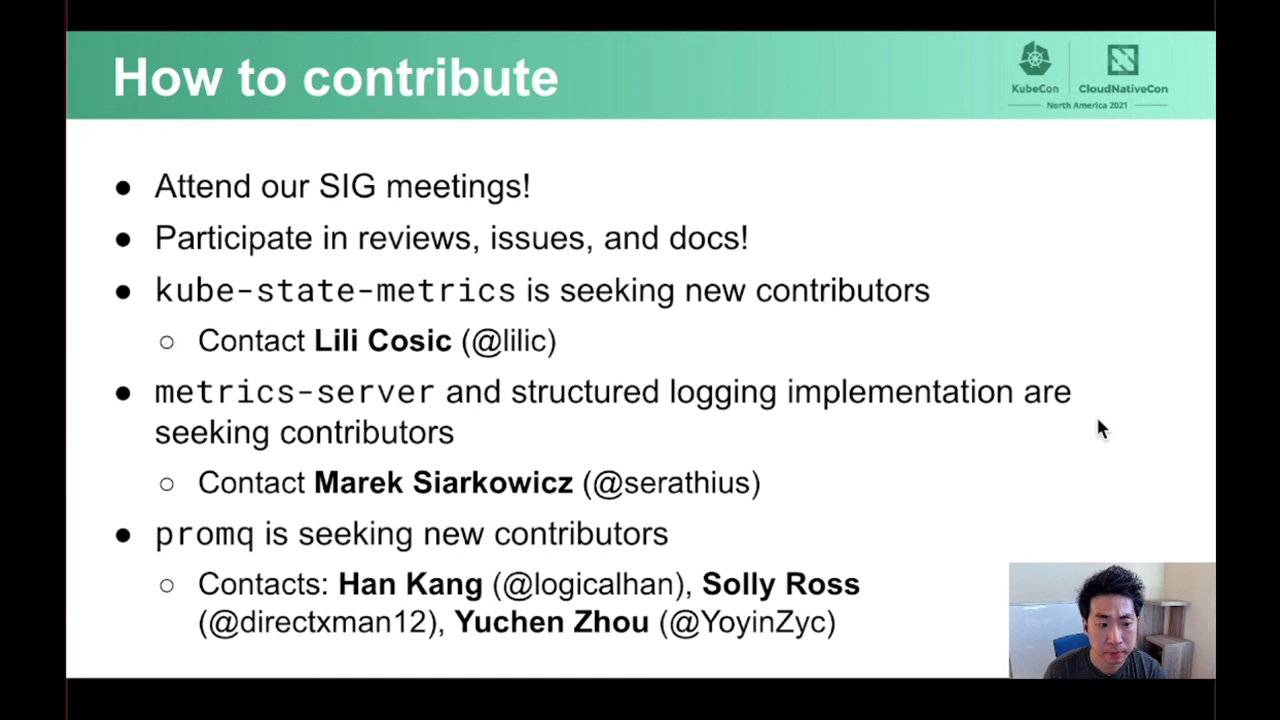 How to contribute
KubeCon
CloudNativeCon
North America 2021
● Attend our SIG meetings!
● Participate in reviews, issues, and docs!
● kube-state-metrics is seeking new contributors
○ Contact Lili Cosic (@lilic)
● metrics-server and structured logging implementation are
seeking contributors
○ Contact Marek Siarkowicz (@serathius)
● promq is seeking new contributors
○ Contacts: Han Kang (@logicalhan), Solly Ross
(@directxman12), Yuchen Zhou (@YoyinZyc)